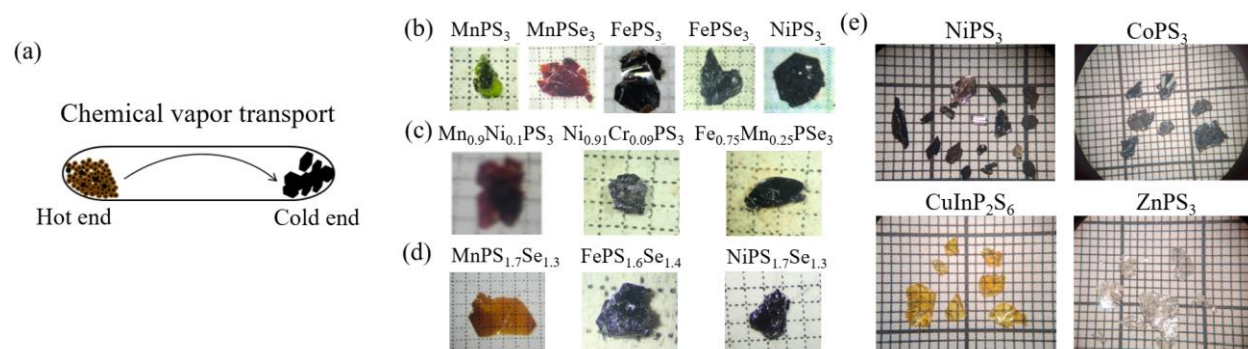 (a)
Chemical vapor transport
Hot end
Cold end
(b)
MnPS₃ MnPSe₃ FePS₃ FePSe₃ NiPS₃
(c)
Mn₀.₉Ni₀.₁PS₃ Ni₀.₉₁Cr₀.₀₉PS₃ Fe₀.₇₅Mn₀.₂₅PSe₃
(d)
MnPS₁.₇Se₁.₃ FePS₁.₆Se₁.₄ NiPS₁.₇Se₁.₃
(e)
NiPS₃ CoPS₃
CuInP₂S₆ ZnPS₃